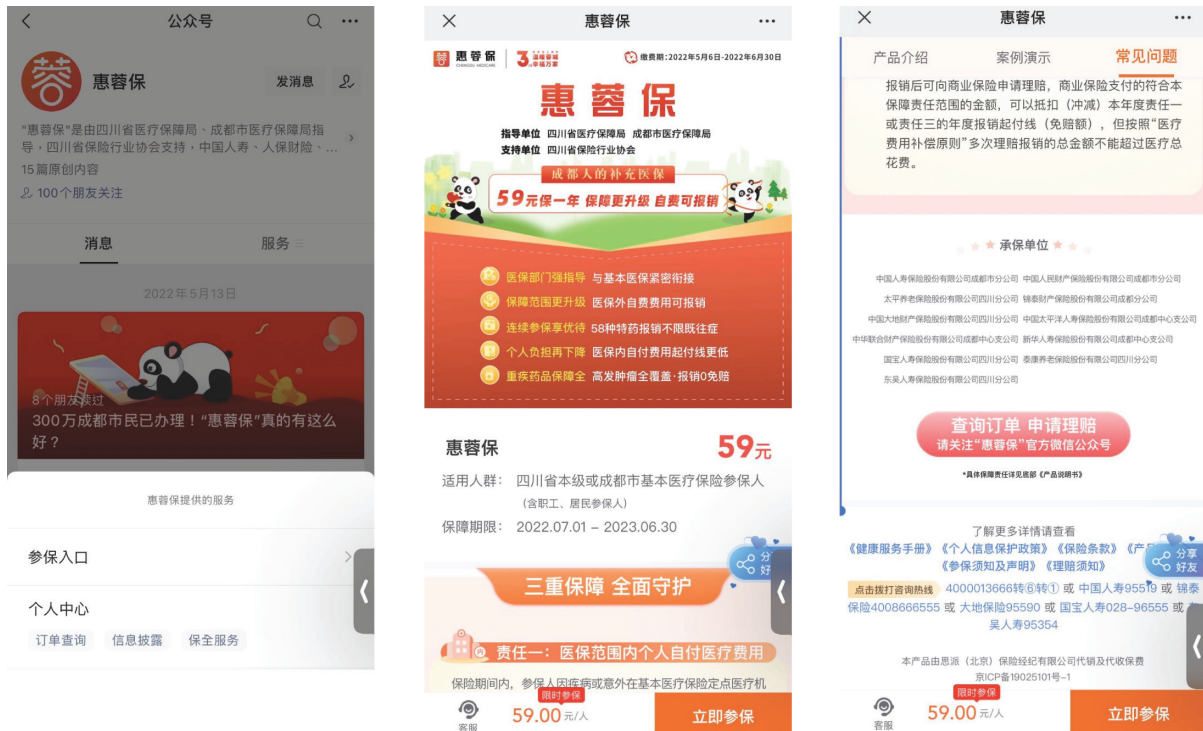 公众号
惠蓉保
发消息
"惠蓉保"是由四川省医疗保障局、成都市医疗保障局指
导，四川省保险行业协会支持，中国人寿、人保财险、...
15篇原创内容
100个朋友关注
消息
服务
2022年5月13日
8个朋友读过
300万成都市民已办理！“惠蓉保”真的有这么
好？
惠蓉保提供的服务
参保入口
个人中心
订单查询 信息披露 保全服务
惠蓉保
蓉 惠蓉保
CHENGDU MEDICARE
3
温暖蓉城
幸福万家
缴费期:2022年5月6日-2022年6月30日
惠蓉保
指导单位 四川省医疗保障局 成都市医疗保障局
支持单位 四川省保险行业协会
成都人的补充医保
59元保一年 保障更升级 自费可报销
医保部门强指导 与基本医保紧密衔接
保障范围更升级 医保外自费费用可报销
连续参保享优待 58种特药报销不限既往症
个人负担再下降 医保内自付费用起付线更低
重疾药品保障全 高发肿瘤全覆盖·报销0免赔
惠蓉保
59元
适用人群： 四川省本级或成都市基本医疗保险参保人
（含职工、居民参保人）
保障期限： 2022.07.01 – 2023.06.30
分享
好友
三重保障 全面守护
责任一：医保范围内个人自付医疗费用
保险期间内，参保人因疾病或意外在基本医疗保险定点医疗机
客服
限时参保
59.00 元/人
立即参保
惠蓉保
产品介绍
案例演示
常见问题
报销后可向商业保险申请理赔，商业保险支付的符合本
保障责任范围的金额，可以抵扣（冲减）本年度责任一
或责任三的年度报销起付线（免赔额），但按照“医疗
费用补偿原则”多次理赔报销的总金额不能超过医疗总
花费。
承保单位
中国人寿保险股份有限公司成都市分公司 中国人民财产保险股份有限公司成都市分公司
太平养老保险股份有限公司四川分公司 锦泰财产保险股份有限公司成都分公司
中国大地财产保险股份有限公司四川分公司 中国太平洋人寿保险股份有限公司成都中心支公司
中华联合财产保险股份有限公司成都中心支公司 新华人寿保险股份有限公司成都中心支公司
国宝人寿保险股份有限公司四川分公司 泰康养老保险股份有限公司四川分公司
东吴人寿保险股份有限公司四川分公司
查询订单 申请理赔
请关注“惠蓉保”官方微信公众号
*具体保障责任详见底部《产品说明书》
了解更多详情请查看
《健康服务手册》《个人信息保护政策》《保险条款》《产
《参保须知及声明》《理赔须知》
分享
好友
点击拨打咨询热线 4000013666转⑥转① 或 中国人寿95519 或 锦泰
保险4008666555 或 大地保险95590 或 国宝人寿028-96555 或
吴人寿95354
本产品由思派（北京）保险经纪有限公司代销及代收保费
京ICP备19025101号-1
客服
限时参保
59.00 元/人
立即参保